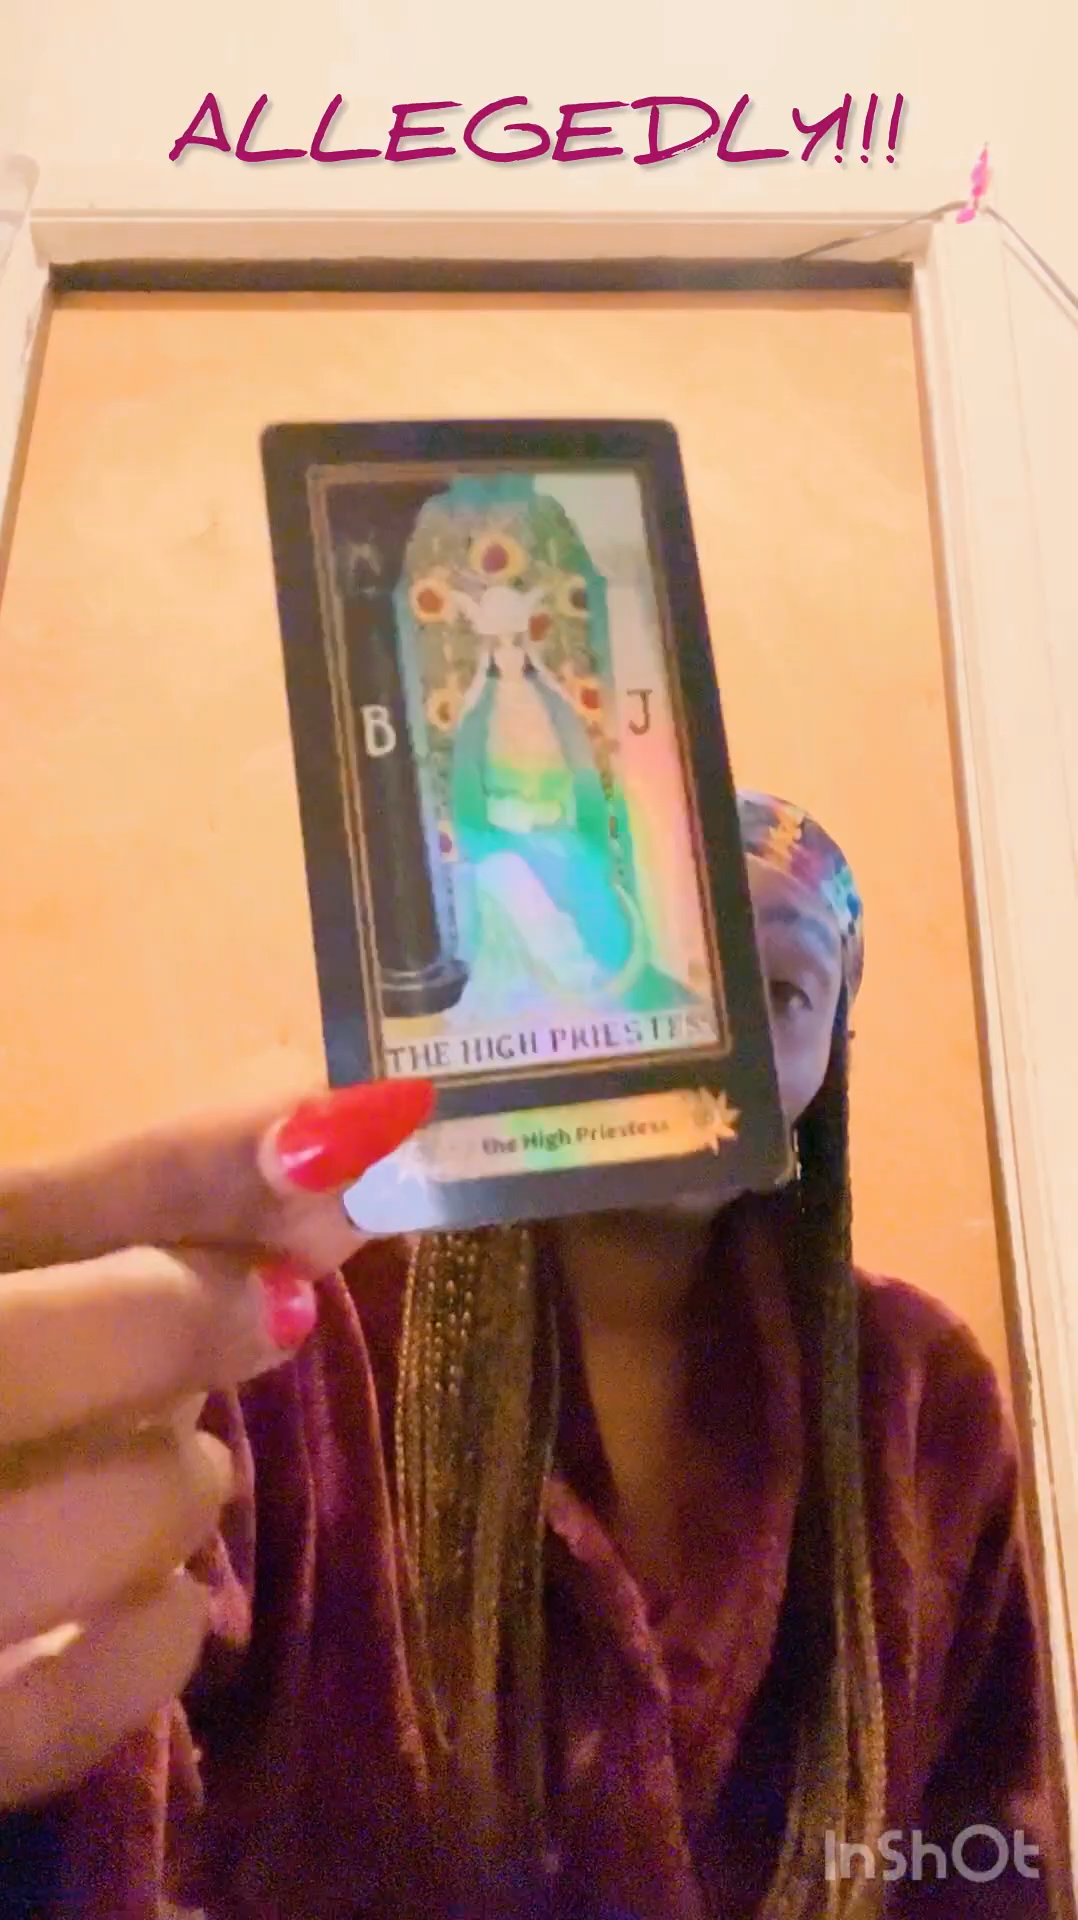 ALLEGEDLY!!!
B J
THE HIGH PRIESTESS
the High Priestess
InShOt